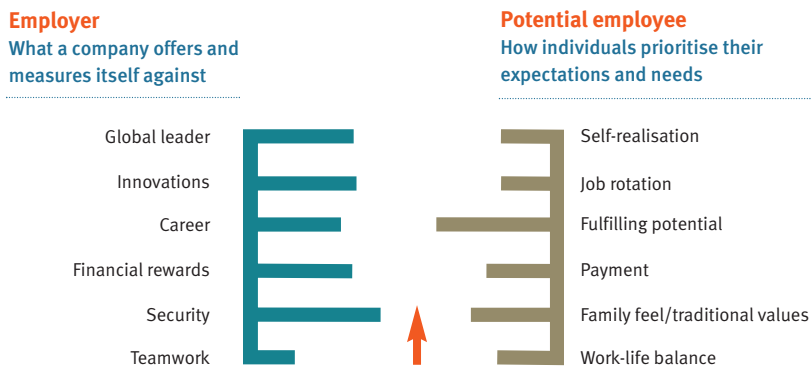 Employer
What a company offers and
measures itself against
Potential employee
How individuals prioritise their
expectations and needs
Global leader
Innovations
Career
Financial rewards
Security
Teamwork
Self-realisation
Job rotation
Fulfilling potential
Payment
Family feel/traditional values
Work-life balance